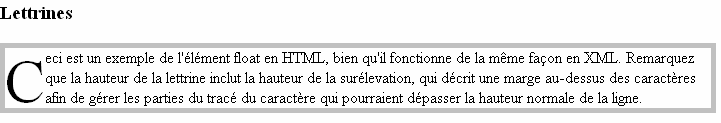 Lettrines
Ceci est un exemple de l'élément float en HTML, bien qu'il fonctionne de la même façon en XML. Remarquez
que la hauteur de la lettrine inclut la hauteur de la surélevation, qui décrit une marge au-dessus des caractères
afin de gérer les parties du tracé du caractère qui pourraient dépasser la hauteur normale de la ligne.